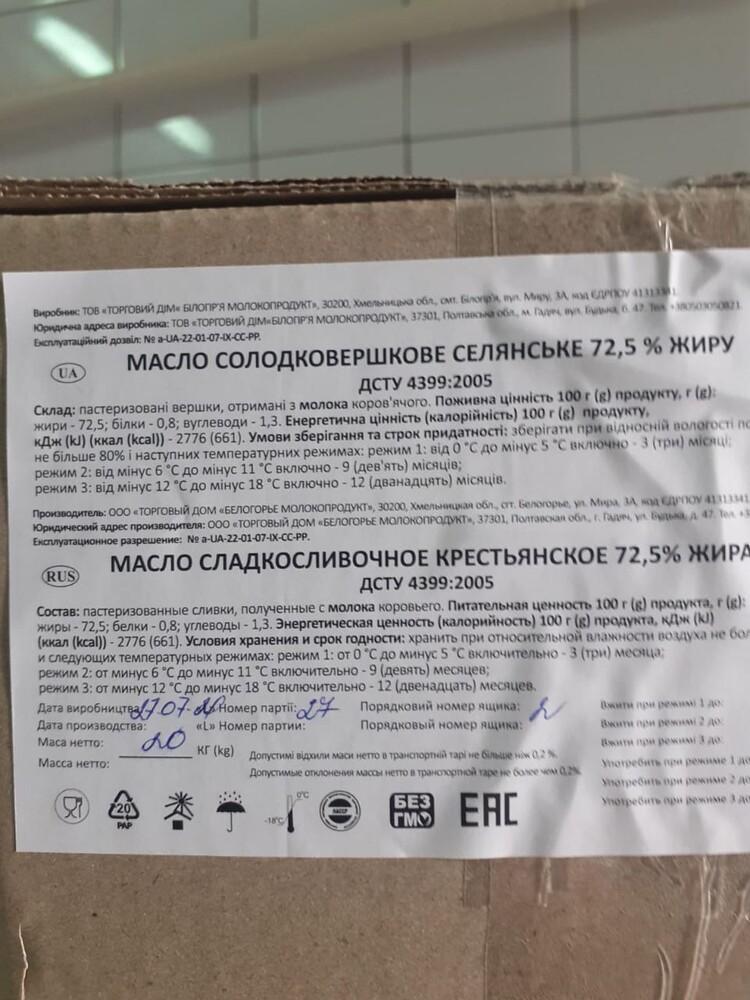 Виробник: ТОВ «ТОРГОВИЙ ДІМ« БІЛОГІР'Я МОЛОКОПРОДУКТ», 30200, Хмельницька обл., смт. Білогір'я, вул. Миру, 3А, код ЄДРПОУ 41313341
Юридична адреса виробника: ТОВ «ТОРГОВИЙ ДІМ«БІЛОГІР'Я МОЛОКОПРОДУКТ», 37301, Полтавська обл., м. Гадяч, вул. Будька, б. 47. Тел. +380503050821
Експлуатаційний дозвіл: № a-UA-22-01-07-IX-CC-PP.
UA
МАСЛО СОЛОДКОВЕРШКОВЕ СЕЛЯНСЬКЕ 72,5 % ЖИРУ
ДСТУ 4399:2005
Склад: пастеризовані вершки, отримані з молока коров'ячого. Поживна цінність 100 г (g) продукту, г (g):
жири - 72,5; білки - 0,8; вуглеводи - 1,3. Енергетична цінність (калорійність) 100 г (g) продукту,
кДж (kJ) (ккал (kcal)) - 2776 (661). Умови зберігання та строк придатності: зберігати при відносній вологості
не більше 80% і наступних температурних режимах: режим 1: від 0 °С до мінус 5 °С включно - 3 (три) місяці;
режим 2: від мінус 6 °С до мінус 11 °С включно - 9 (дев'ять) місяців;
режим 3: від мінус 12 °С до мінус 18 °С включно - 12 (дванадцять) місяців.
Производитель: ООО «ТОРГОВЫЙ ДОМ «БЕЛОГОРЬЕ МОЛОКОПРОДУКТ», 30200, Хмельницкая обл., сгт. Белогорье, ул. Мира, 3А, код ЄДРПОУ 41313341
Юридический адрес производителя: ООО «ТОРГОВЫЙ ДОМ «БЕЛОГОРЬЕ МОЛОКОПРОДУКТ», 37301, Полтавская обл., г. Гадяч, ул. Будька, д. 47. Тел.
Експлуатационное разрешение: № a-UA-22-01-07-IX-CC-PP.
RUS
МАСЛО СЛАДКОСЛИВОЧНОЕ КРЕСТЬЯНСКОЕ 72,5% ЖИРА
ДСТУ 4399:2005
Состав: пастеризованные сливки, полученные с молока коровьего. Питательная ценность 100 г (g) продукта, г (g):
жиры - 72,5; белки - 0,8; углеводы - 1,3. Энергетическая ценность (калорийность) 100 г (g) продукта, кДж (kJ)
(ккал (kcal)) - 2776 (661). Условия хранения и срок годности: хранить при относительной влажности воздуха не
и следующих температурных режимах: режим 1: от 0 °С до минус 5 °С включительно - 3 (три) месяца;
режим 2: от минус 6 °С до минус 11 °С включительно - 9 (девять) месяцев;
режим 3: от минус 12 °С до минус 18 °С включительно - 12 (двенадцать) месяцев.
Дата виробництва 27.07.20 Номер партії: 27 Порядковий номер ящика: 2 Вжити при режимі 1 до:
Дата производства: «L» Номер партии: Порядковый номер ящика: Вжити при режимі 2 до:
Маса нетто: 20 КГ (kg) Вжити при режимі 3 до:
Масса нетто: Допустимі відхили маси нетто в транспортній тарі не більше ніж 0,2 %. Употребить при режиме 1 до
Допустимые отклонения массы нетто в транспортной таре не более чем 0,2%. Употребить при режиме 2 до
Употребить при режиме 3 до
20
PAP
-18°C
0°C
HACCP
БЕЗ
ГМО
EAC